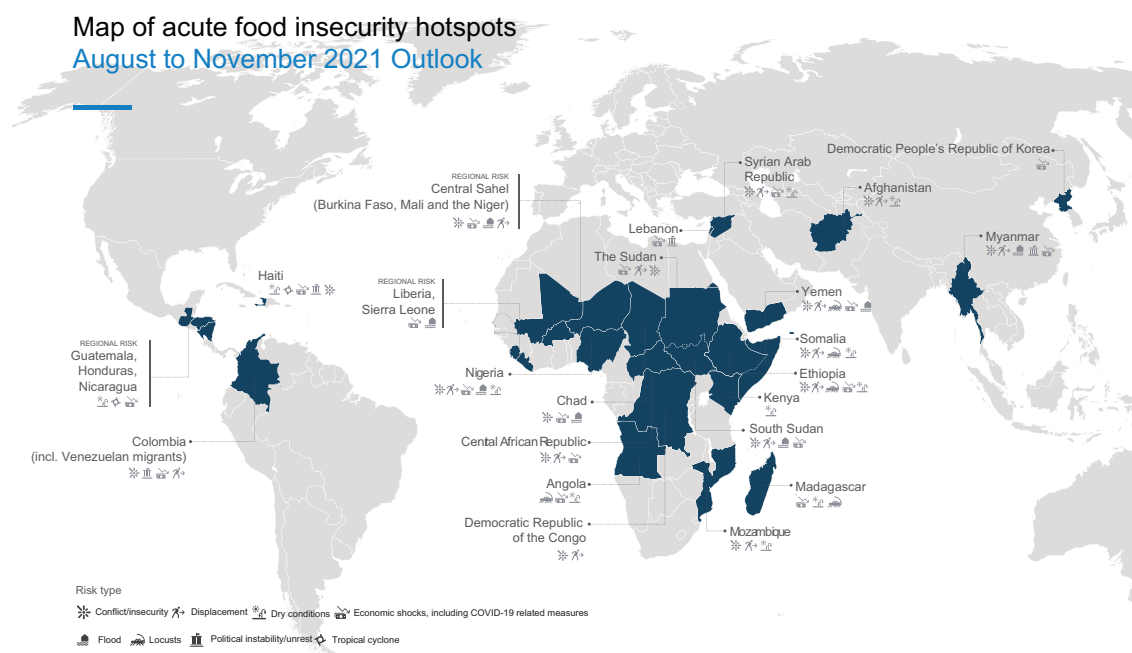 Map of acute food insecurity hotspots
August to November 2021 Outlook
Democratic People's Republic of Korea
Syrian Arab
Republic
REGIONAL RISK
Central Sahel
(Burkina Faso, Mali and the Niger)
Afghanistan
Lebanon
Myanmar
The Sudan
Haiti
REGIONAL RISK
Liberia,
Sierra Leone
Yemen
Somalia
REGIONAL RISK
Guatemala,
Honduras,
Nicaragua
Nigeria
Ethiopia
Chad
Kenya
South Sudan
Colombia
(incl. Venezuelan migrants)
Central African Republic
Angola
Madagascar
Democratic Republic
of the Congo
Mozambique
Risk type
Conflict/insecurity Displacement Dry conditions Economic shocks, including COVID-19 related measures
Flood Locusts Political instability/unrest Tropical cyclone